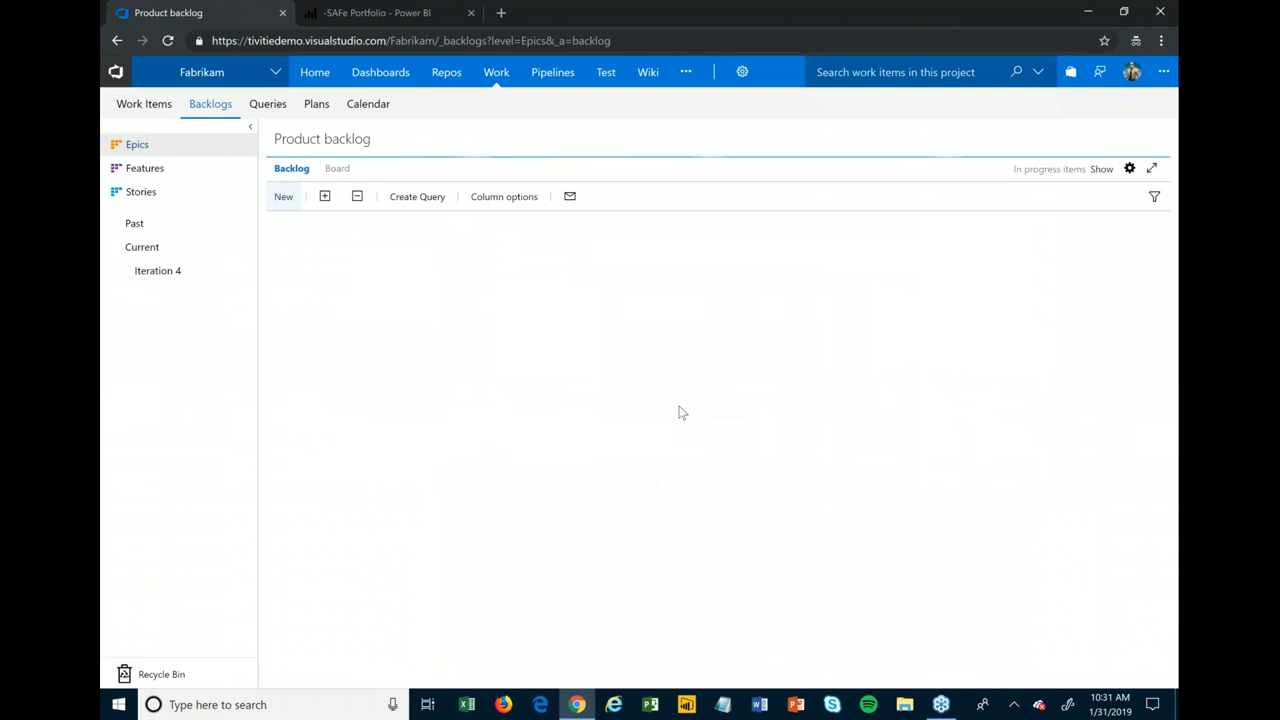 Product backlog
-SAFe Portfolio - Power BI
https://tivitiedemo.visualstudio.com/Fabrikam/_backlogs?level=Epics&_a=backlog
Fabrikam Home Dashboards Repos Work Pipelines Test Wiki Search work items in this project
Work Items Backlogs Queries Plans Calendar
Epics
Features
Stories
Past
Current
Iteration 4
Recycle Bin
Product backlog
Backlog Board In progress items Show
New Create Query Column options
Type here to search
10:31 AM
1/31/2019